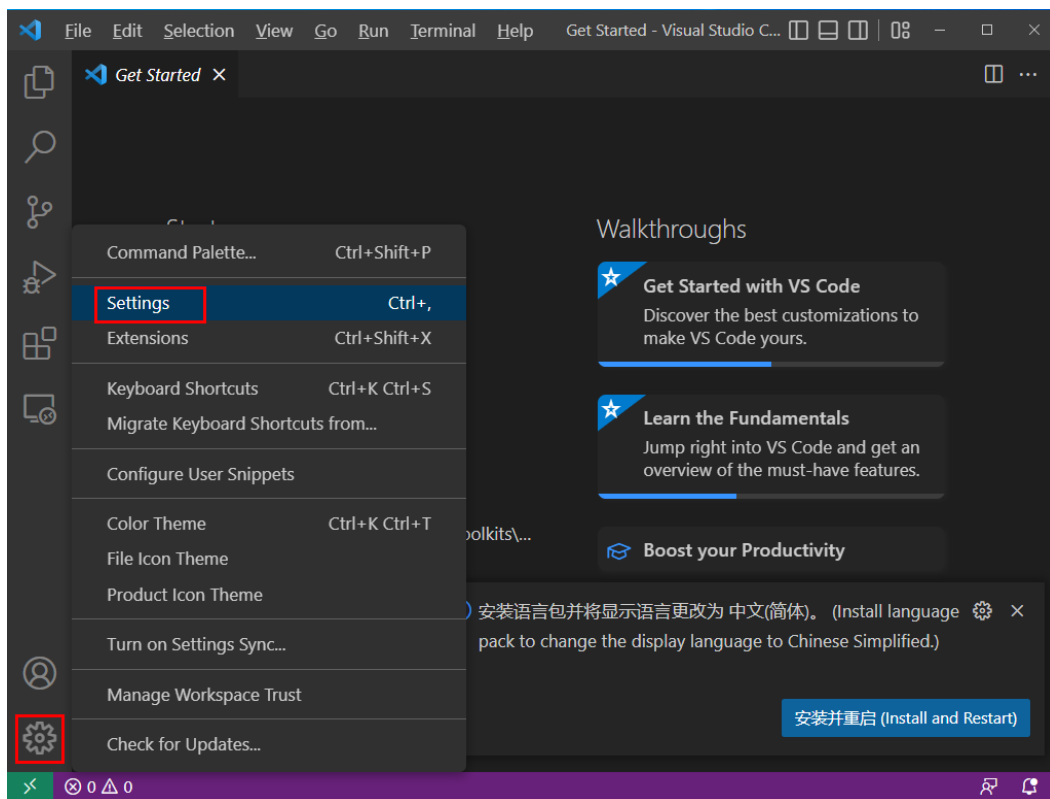 File Edit Selection View Go Run Terminal Help Get Started - Visual Studio C...
Get Started
Walkthroughs
Get Started with VS Code
Discover the best customizations to
make VS Code yours.
Learn the Fundamentals
Jump right into VS Code and get an
overview of the must-have features.
Boost your Productivity
Command Palette... Ctrl+Shift+P
Settings Ctrl+,
Extensions Ctrl+Shift+X
Keyboard Shortcuts Ctrl+K Ctrl+S
Migrate Keyboard Shortcuts from...
Configure User Snippets
Color Theme Ctrl+K Ctrl+T
File Icon Theme
Product Icon Theme
Turn on Settings Sync...
Manage Workspace Trust
Check for Updates...
安装语言包并将显示语言更改为 中文(简体)。 (Install language
pack to change the display language to Chinese Simplified.)
安装并重启 (Install and Restart)
0 0